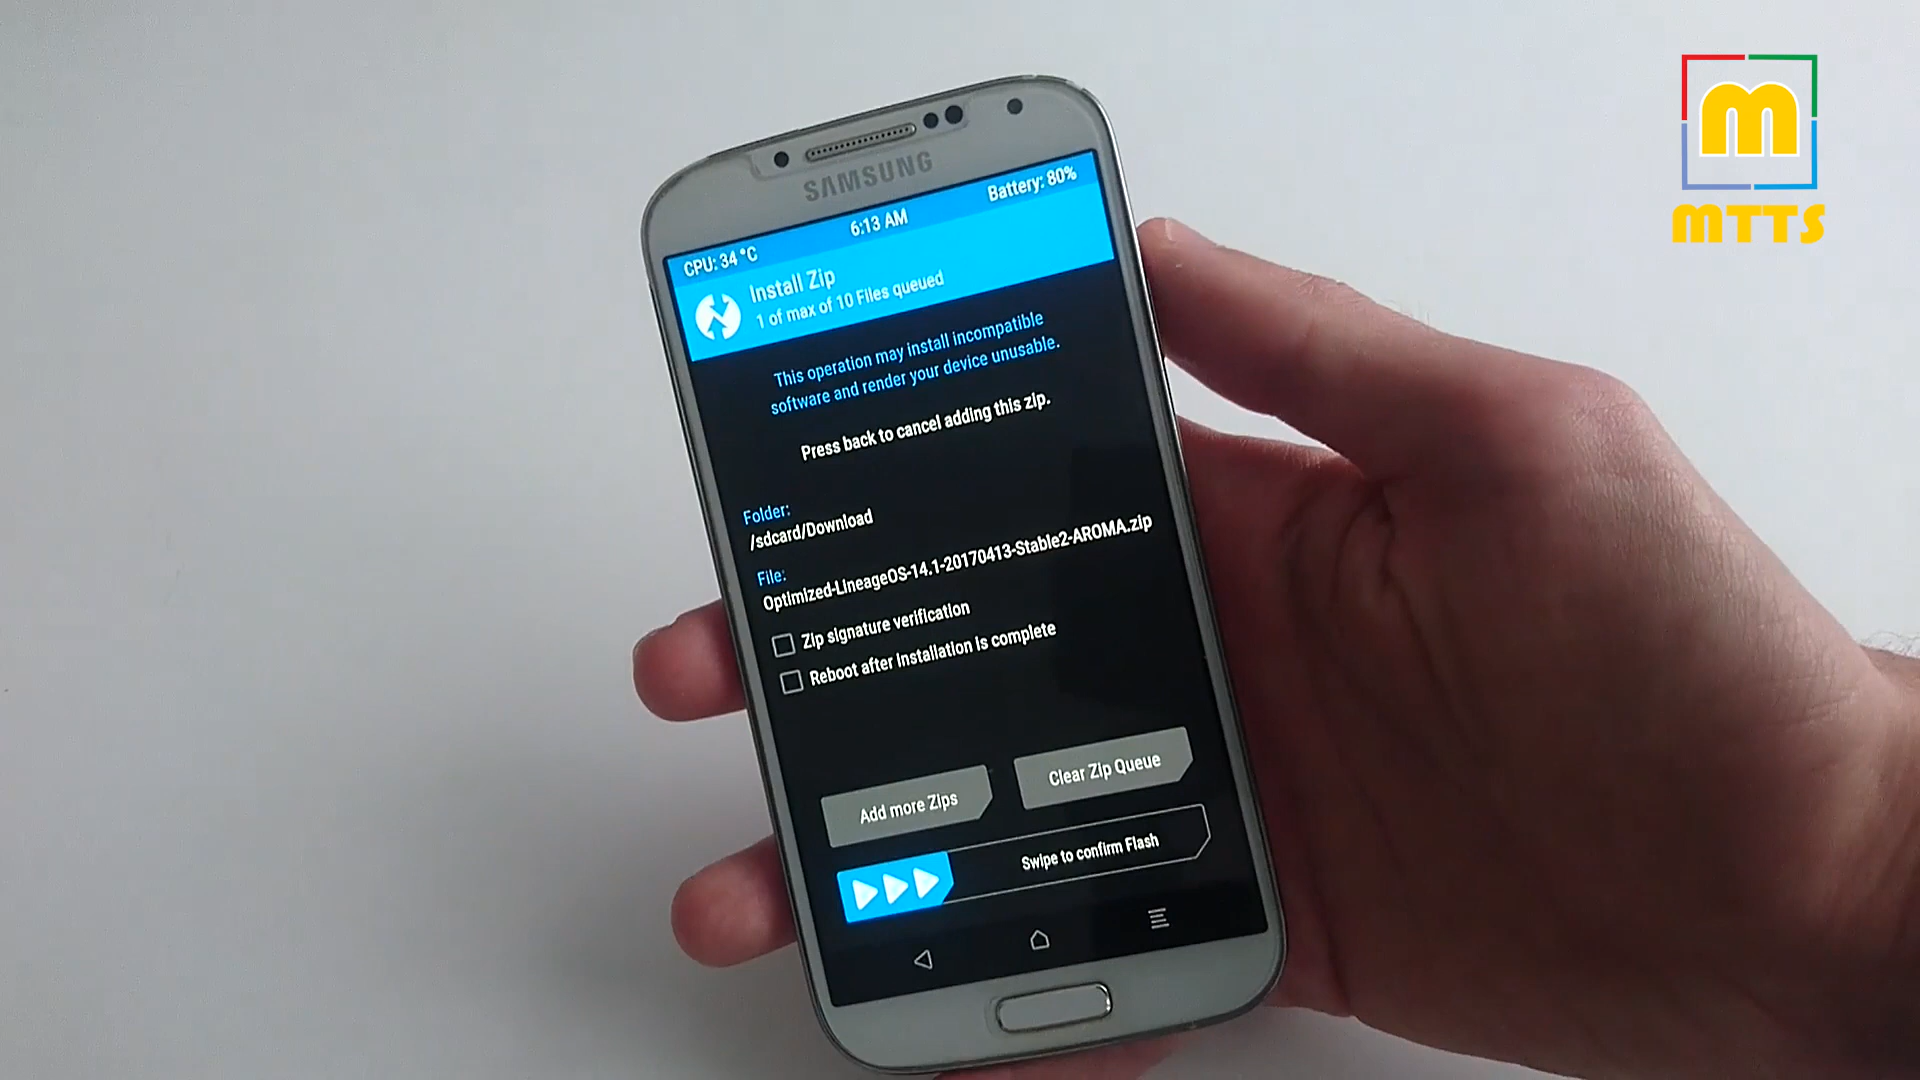 M
MTTS
SAMSUNG
CPU: 34 °C
6:13 AM
Battery: 80%
Install Zip
1 of max of 10 Files queued
This operation may install incompatible
software and render your device unusable.
Press back to cancel adding this zip.
Folder:
/sdcard/Download
File:
Optimized-LineageOS-14.1-20170413-Stable2-AROMA.zip
Zip signature verification
Reboot after installation is complete
Add more Zips
Clear Zip Queue
Swipe to confirm Flash